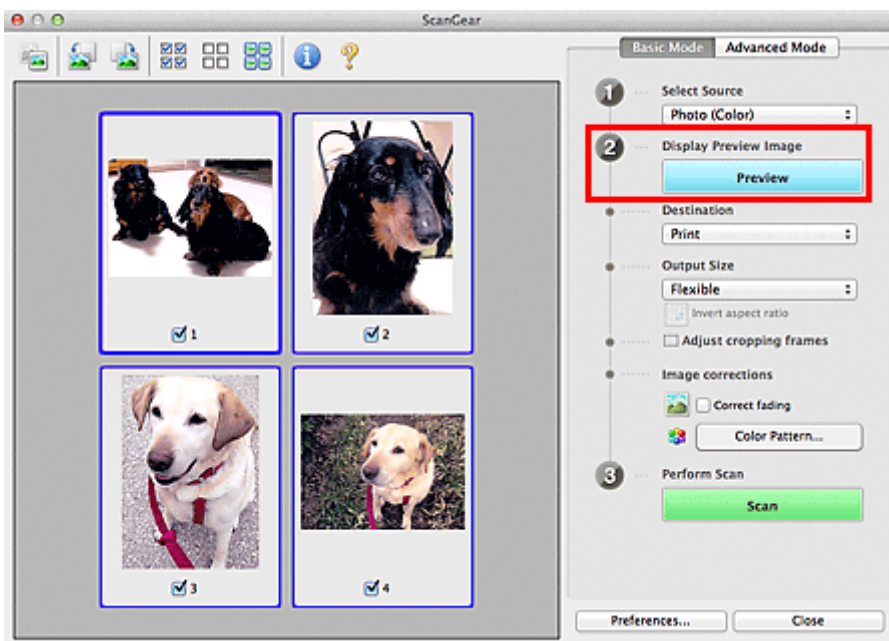 ScanGear
Basic Mode Advanced Mode
1 Select Source
Photo (Color)
2 Display Preview Image
Preview
Destination
Print
Output Size
Flexible
Invert aspect ratio
Adjust cropping frames
Image corrections
Correct fading
Color Pattern...
3 Perform Scan
Scan
1
2
3
4
Preferences... Close